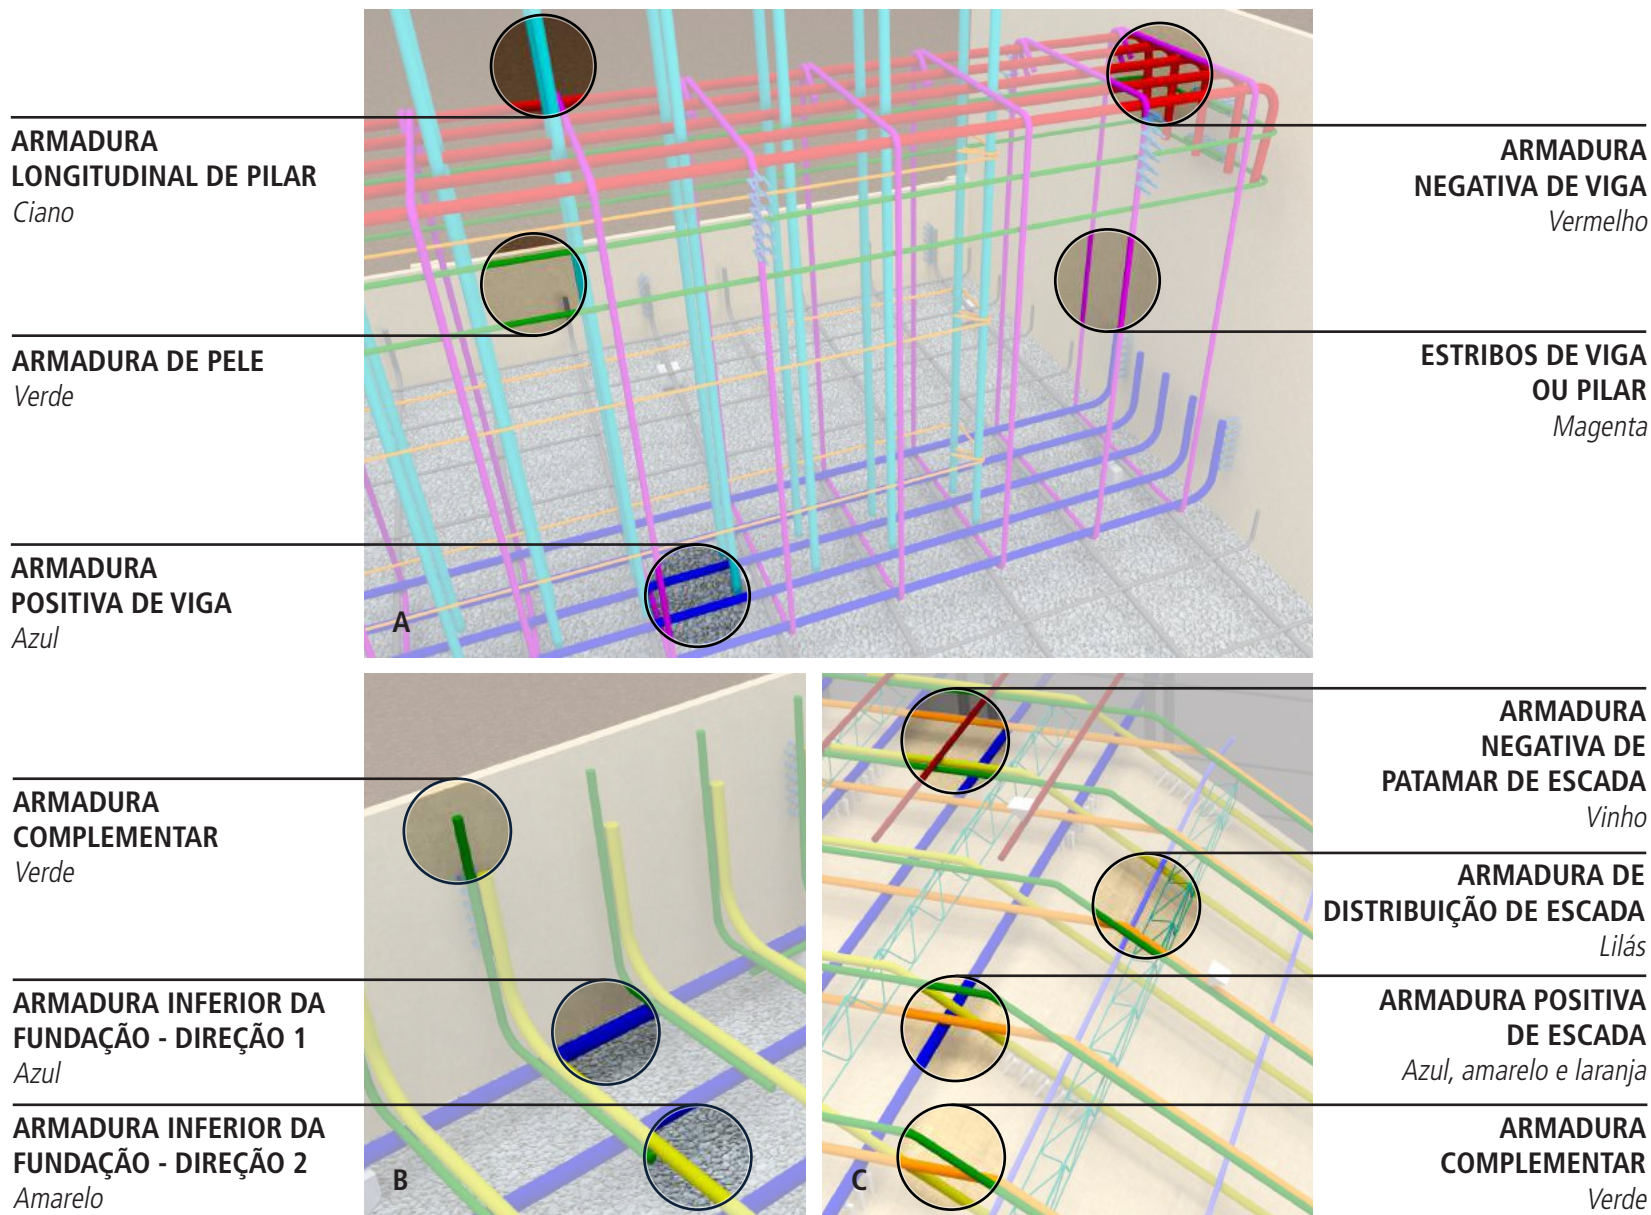 ARMADURA
LONGITUDINAL DE PILAR
Ciano
ARMADURA DE PELE
Verde
ARMADURA
POSITIVA DE VIGA
Azul
ARMADURA
NEGATIVA DE VIGA
Vermelho
ESTRIBOS DE VIGA
OU PILAR
Magenta
A
ARMADURA
COMPLEMENTAR
Verde
ARMADURA INFERIOR DA
FUNDAÇÃO - DIREÇÃO 1
Azul
ARMADURA INFERIOR DA
FUNDAÇÃO - DIREÇÃO 2
Amarelo
B
C
ARMADURA
NEGATIVA DE
PATAMAR DE ESCADA
Vinho
ARMADURA DE
DISTRIBUIÇÃO DE ESCADA
Lilás
ARMADURA POSITIVA
DE ESCADA
Azul, amarelo e laranja
ARMADURA
COMPLEMENTAR
Verde